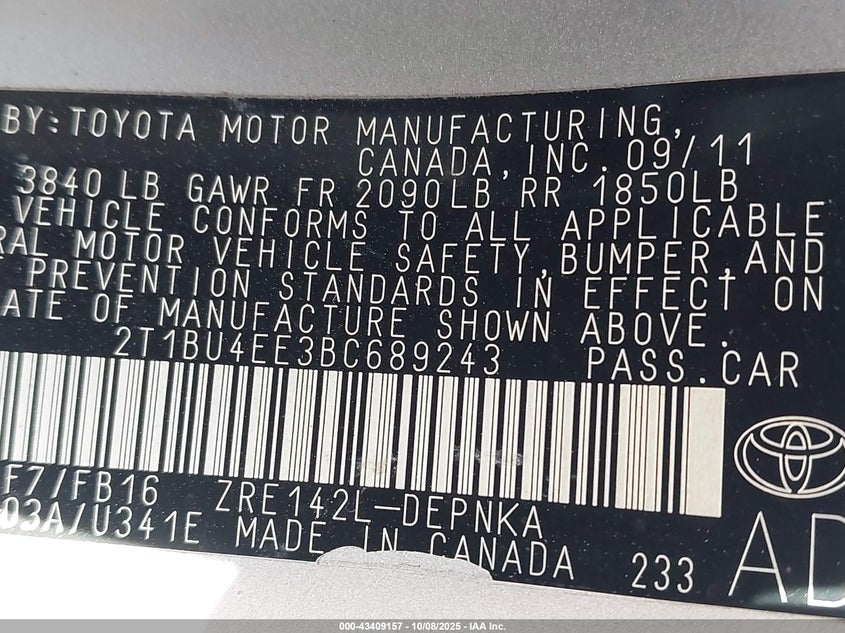 BY: TOYOTA MOTOR MANUFACTURING,
CANADA, INC. 09/11
3840 LB GAWR FR 2090LB RR 1850LB
VEHICLE CONFORMS TO ALL APPLICABLE
RAL MOTOR VEHICLE SAFETY, BUMPER, AND
PREVENTION STANDARDS IN EFFECT ON
ATE OF MANUFACTURE SHOWN ABOVE.
2T1BU4EE3BC689243 PASS. CAR
F7/FB16 ZRE142L-DEPNKA
03A/U341E MADE IN CANADA 233
AD
000-43409157 - 10/08/2025 - IAA Inc.